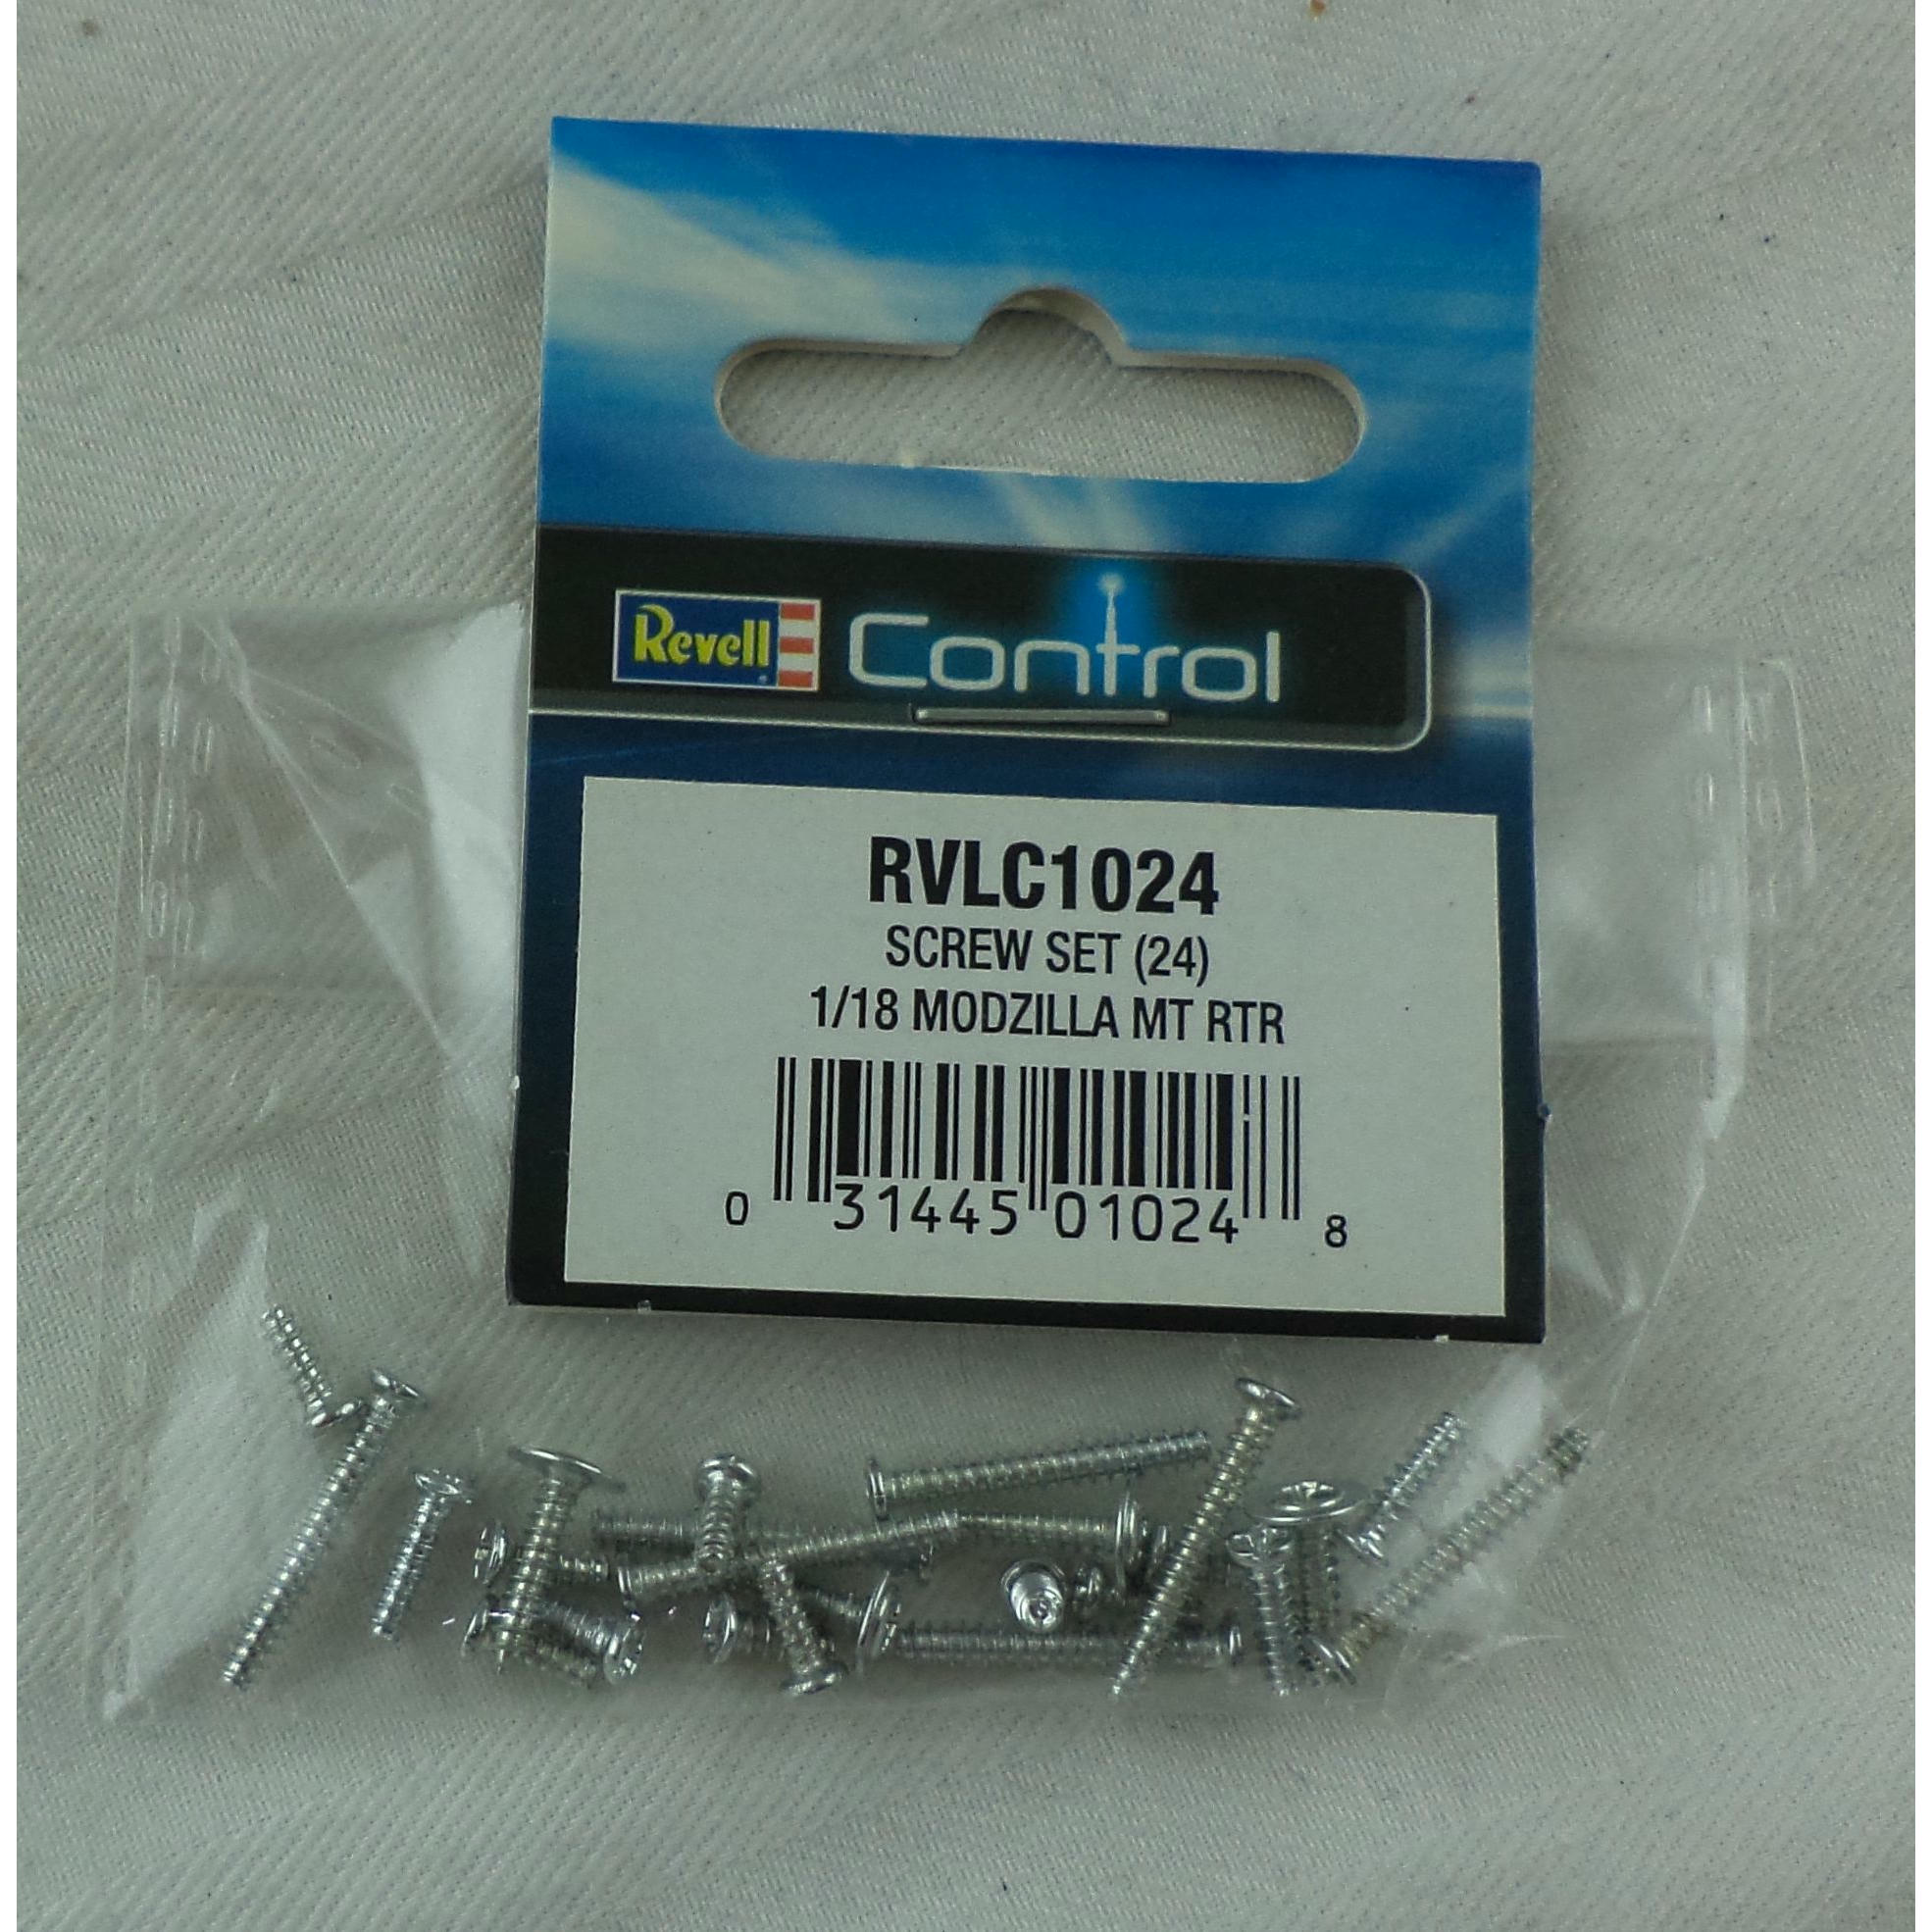 Revell Control
RVLC1024
SCREW SET (24)
1/18 MODZILLA MT RTR
0 31445 01024 8